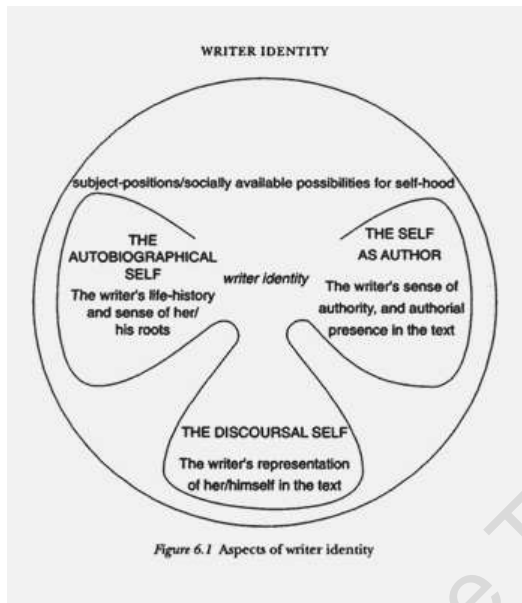 WRITER IDENTITY
subject-positions/socially available possibilities for self-hood
THE
AUTOBIOGRAPHICAL
SELF
The writer's life-history
and sense of her/
his roots
writer identity
THE SELF
AS AUTHOR
The writer's sense of
authority, and authorial
presence in the text
THE DISCOURSAL SELF
The writer's representation
of her/himself in the text
Figure 6.1 Aspects of writer identity